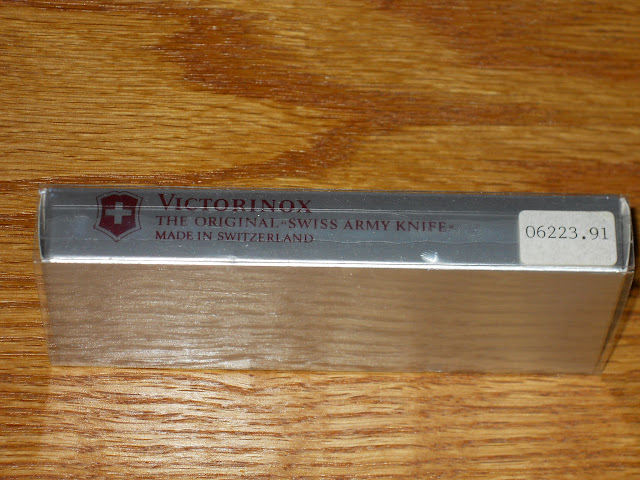 VICTORINOX
THE ORIGINAL "SWISS ARMY KNIFE"
MADE IN SWITZERLAND
06223.91